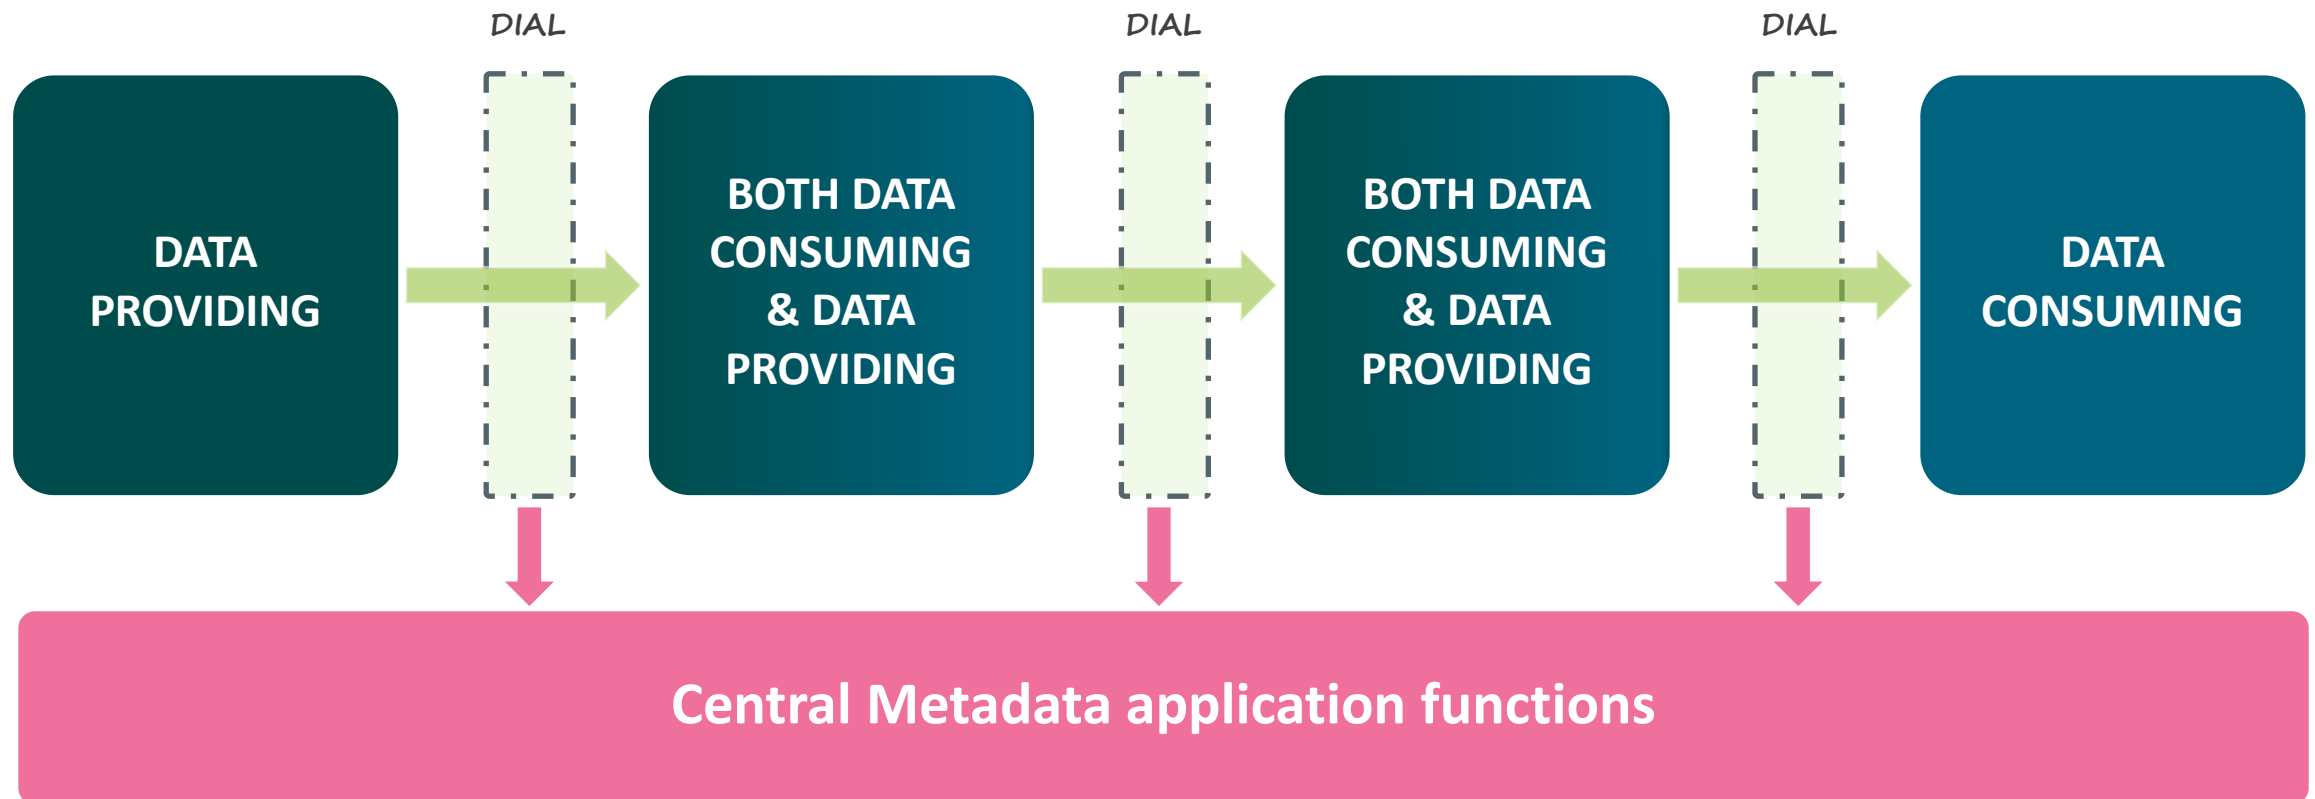 DIAL
DIAL
DIAL
DATA
PROVIDING
BOTH DATA
CONSUMING
& DATA
PROVIDING
BOTH DATA
CONSUMING
& DATA
PROVIDING
DATA
CONSUMING
Central Metadata application functions